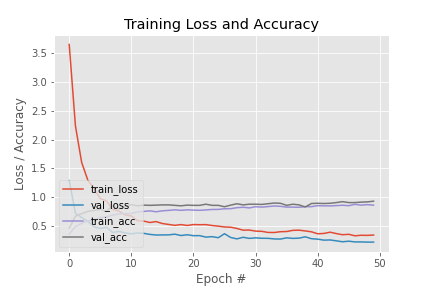 Training Loss and Accuracy
Loss / Accuracy
3.5
3.0
2.5
2.0
1.5
1.0
0.5
train_loss
val_loss
train_acc
val_acc
0 10 20 30 40 50
Epoch #